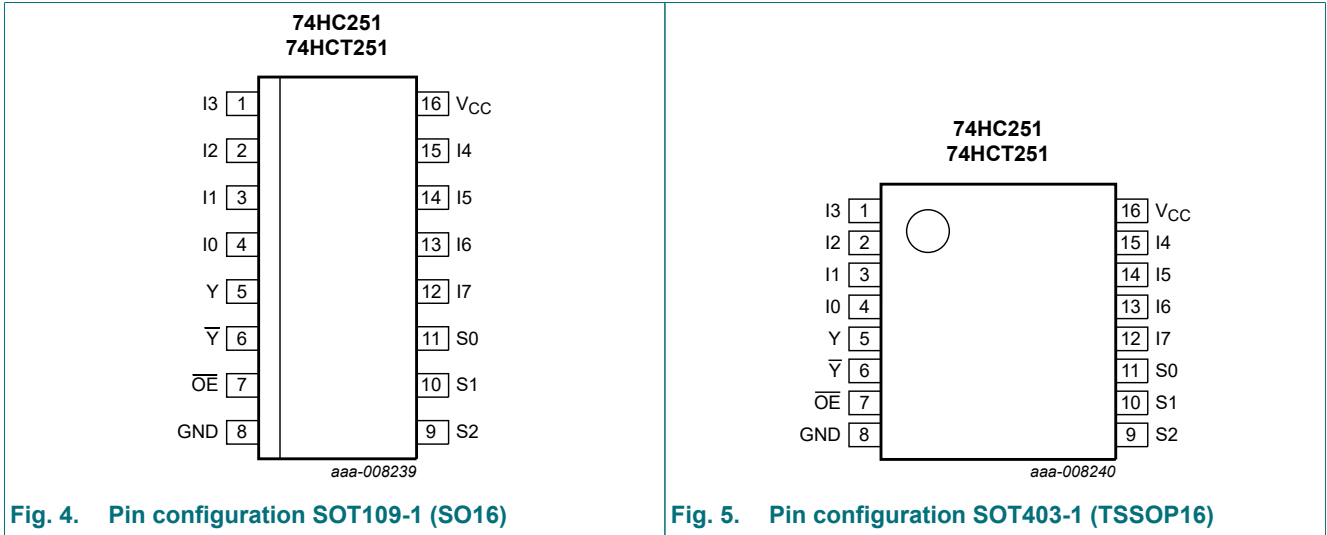 74HC251
74HCT251
I3 1 16 VCC
I2 2 15 I4
I1 3 14 I5
I0 4 13 I6
Y 5 12 I7
Y̅ 6 11 S0
O̅E̅ 7 10 S1
GND 8 9 S2
aaa-008239
Fig. 4. Pin configuration SOT109-1 (SO16)
74HC251
74HCT251
I3 1 16 VCC
I2 2 15 I4
I1 3 14 I5
I0 4 13 I6
Y 5 12 I7
Y̅ 6 11 S0
O̅E̅ 7 10 S1
GND 8 9 S2
aaa-008240
Fig. 5. Pin configuration SOT403-1 (TSSOP16)